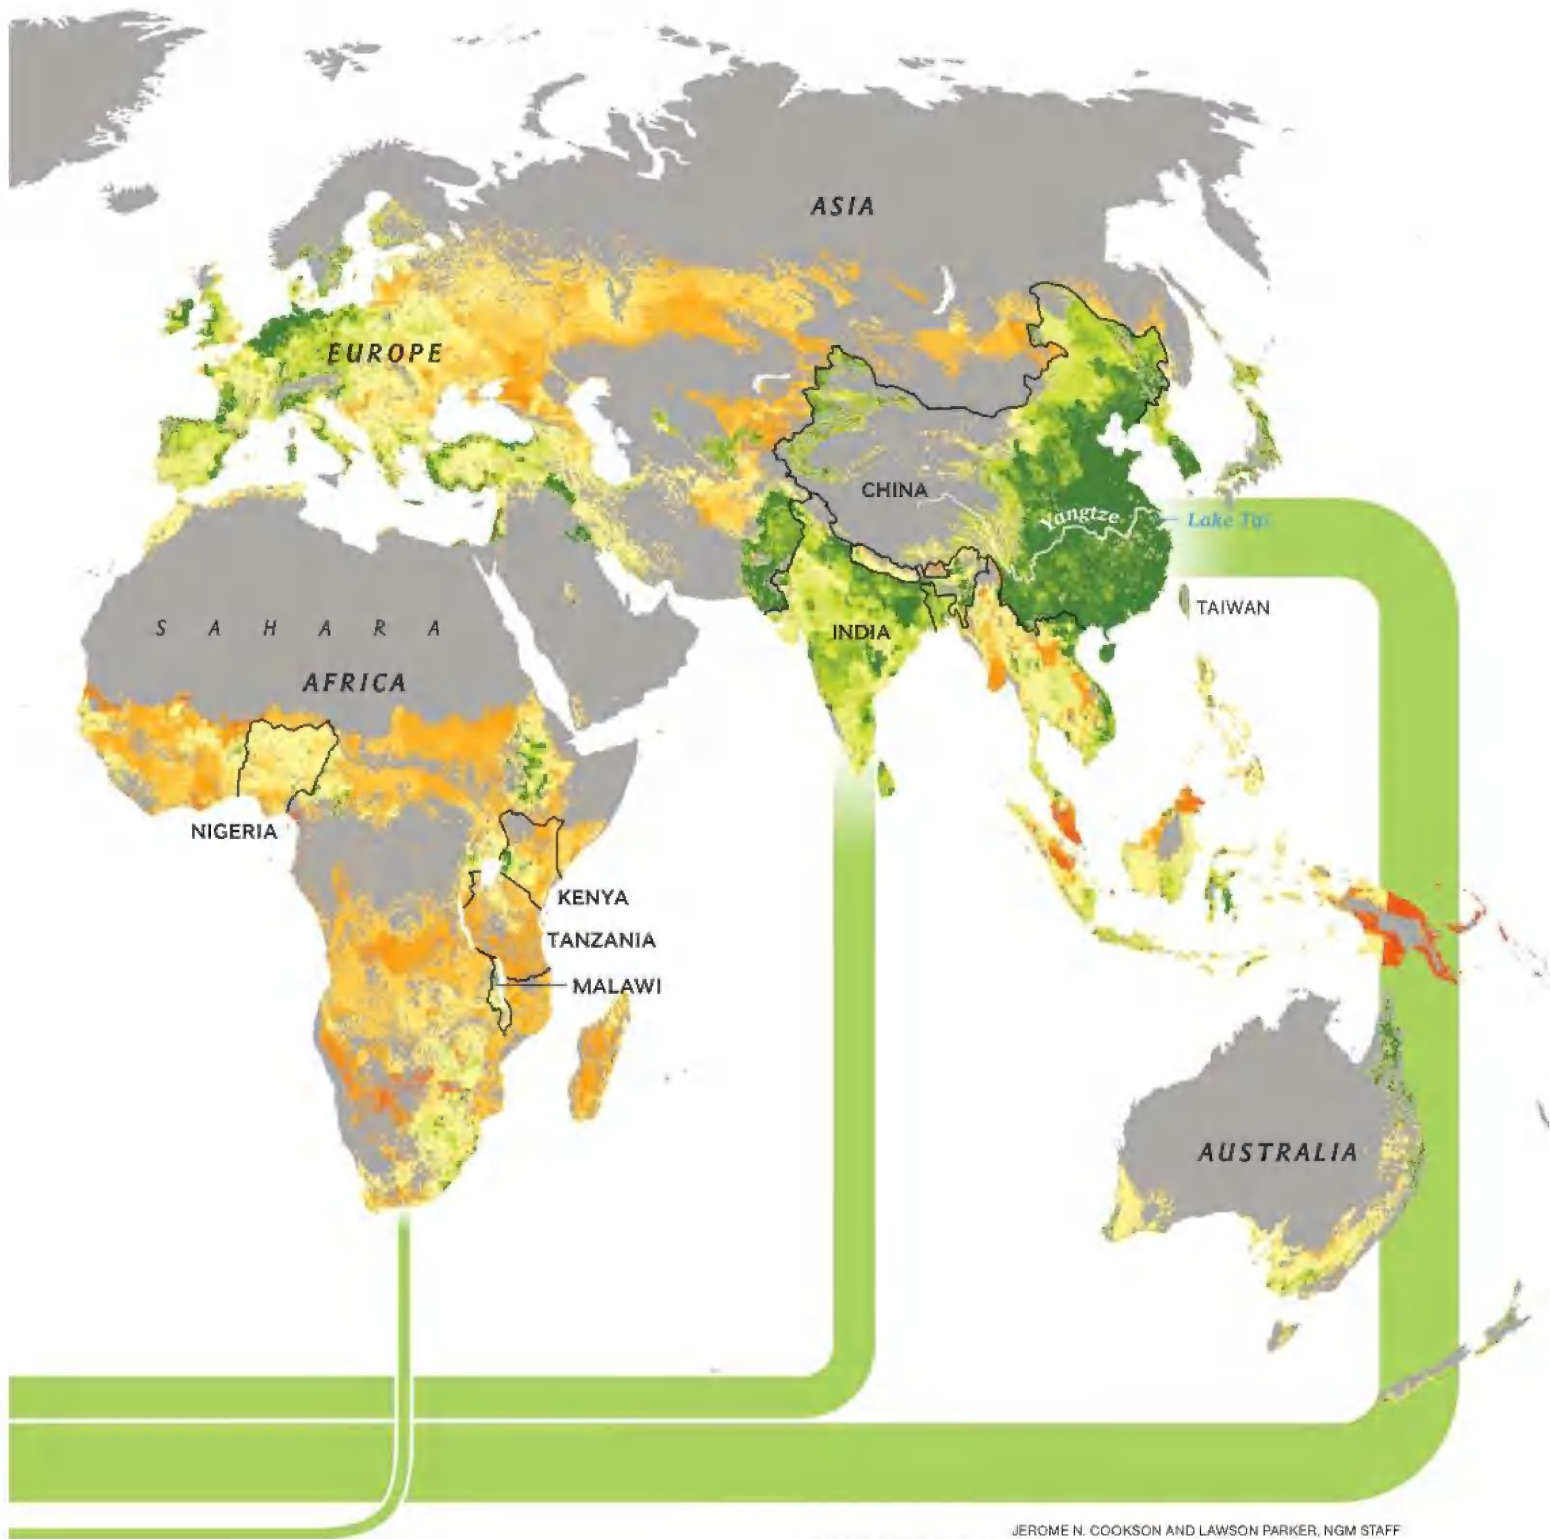 ASIA
EUROPE
CHINA
Yangtze
Lake Tai
TAIWAN
INDIA
SAHARA
AFRICA
NIGERIA
KENYA
TANZANIA
MALAWI
AUSTRALIA
JEROME N. COOKSON AND LAWSON PARKER, NGM STAFF